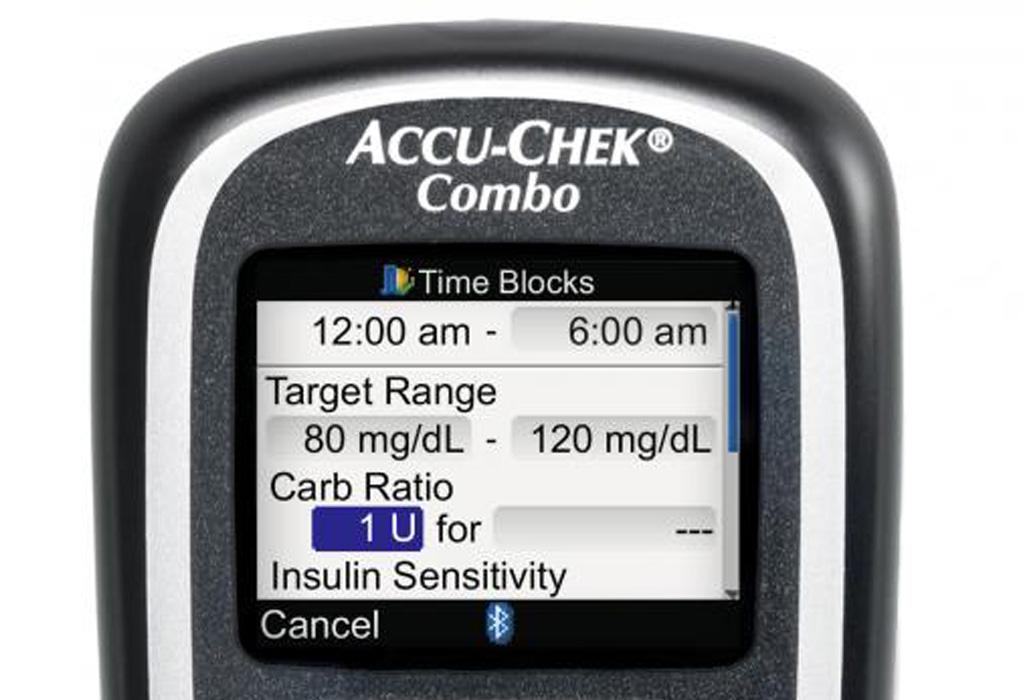 ACCU-CHEK®
Combo
Time Blocks
12:00 am - 6:00 am
Target Range
80 mg/dL - 120 mg/dL
Carb Ratio
1 U for ---
Insulin Sensitivity
Cancel